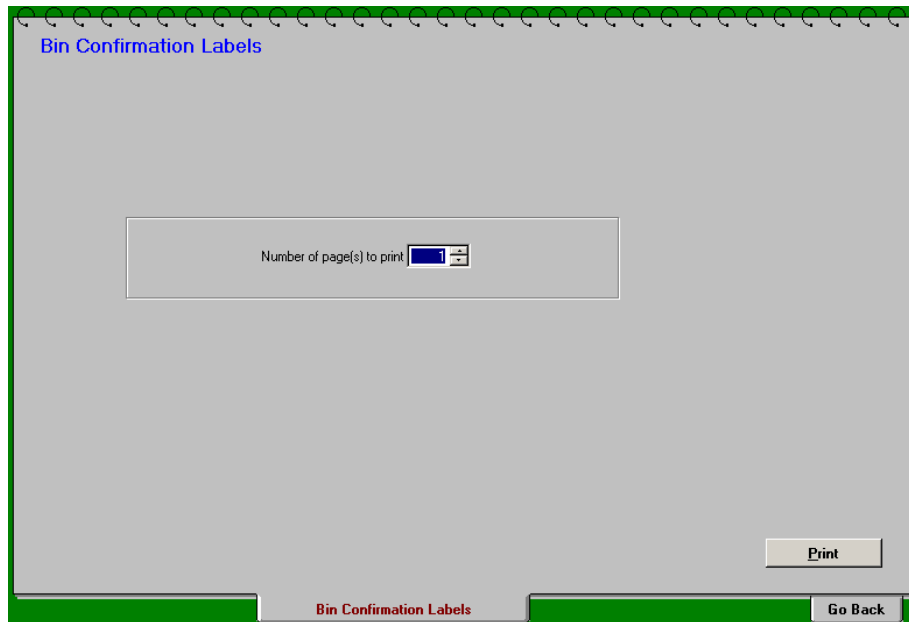 Bin Confirmation Labels
Number of page(s) to print 1
Print
Bin Confirmation Labels
Go Back